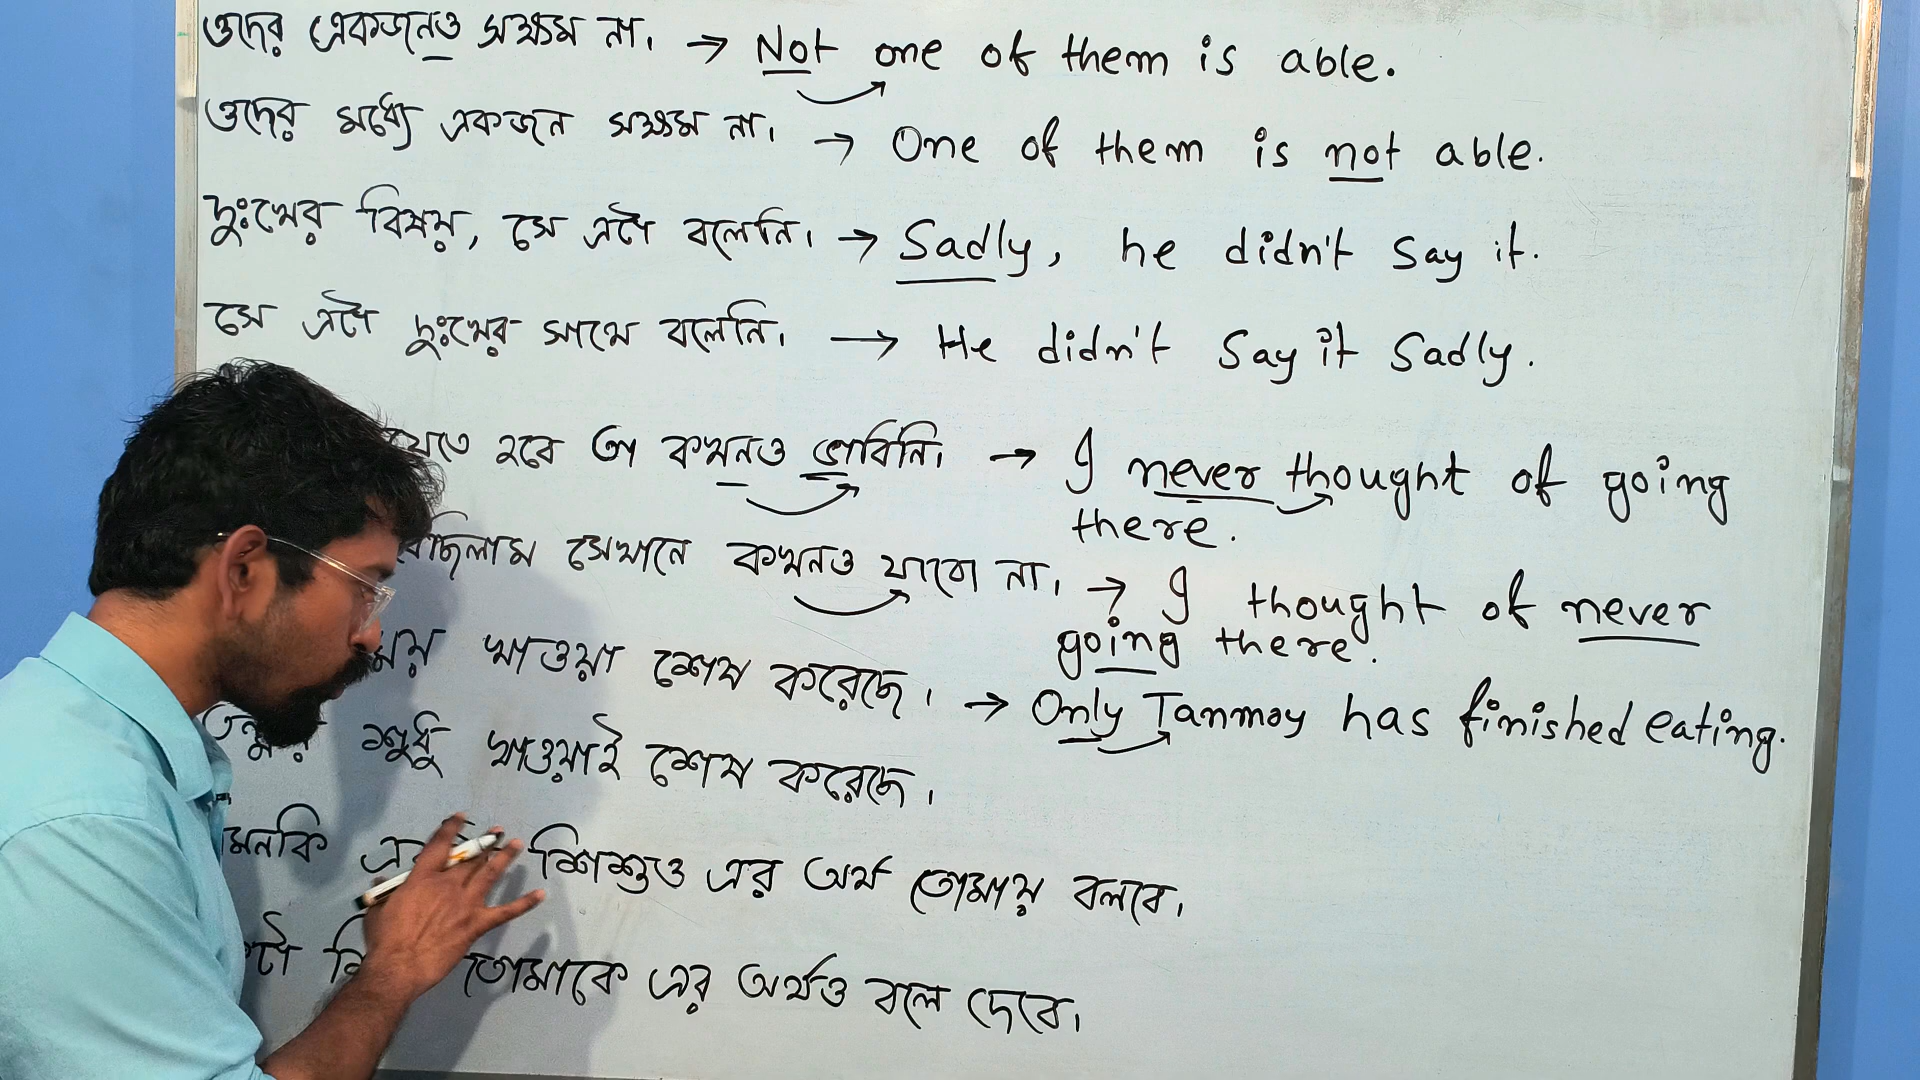 ওদের একজনও সক্ষম না। → Not one of them is able.
ওদের মধ্যে একজন সক্ষম না। → One of them is not able.
দুঃখের বিষয়, সে এটা বলেনি। → Sadly, he didn't say it.
সে এটা দুঃখের সাথে বলেনি। → He didn't say it sadly.
যেতে হবে তা কখনও ভাবিনি। → I never thought of going
there.
সেখানে কখনও যাবো না। → I thought of never
going there.
খাওয়া শেষ করেছে। → Only Tanmoy has finished eating.
শুধু খাওয়াই শেষ করেছে।
শিশুও এর অর্থ তোমায় বলবে।
তোমাকে এর অর্থও বলে দেবে।